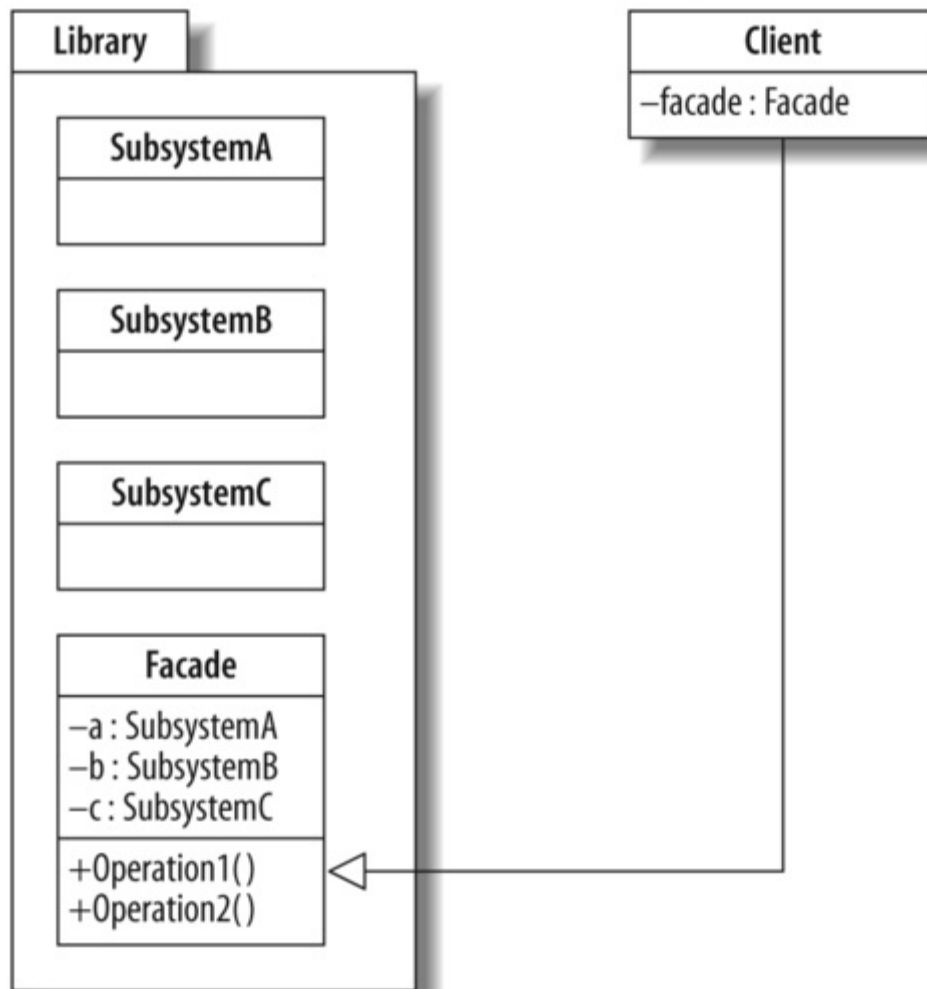 Library
SubsystemA
SubsystemB
SubsystemC
Facade
–a : SubsystemA
–b : SubsystemB
–c : SubsystemC
+Operation1()
+Operation2()
Client
–facade : Facade